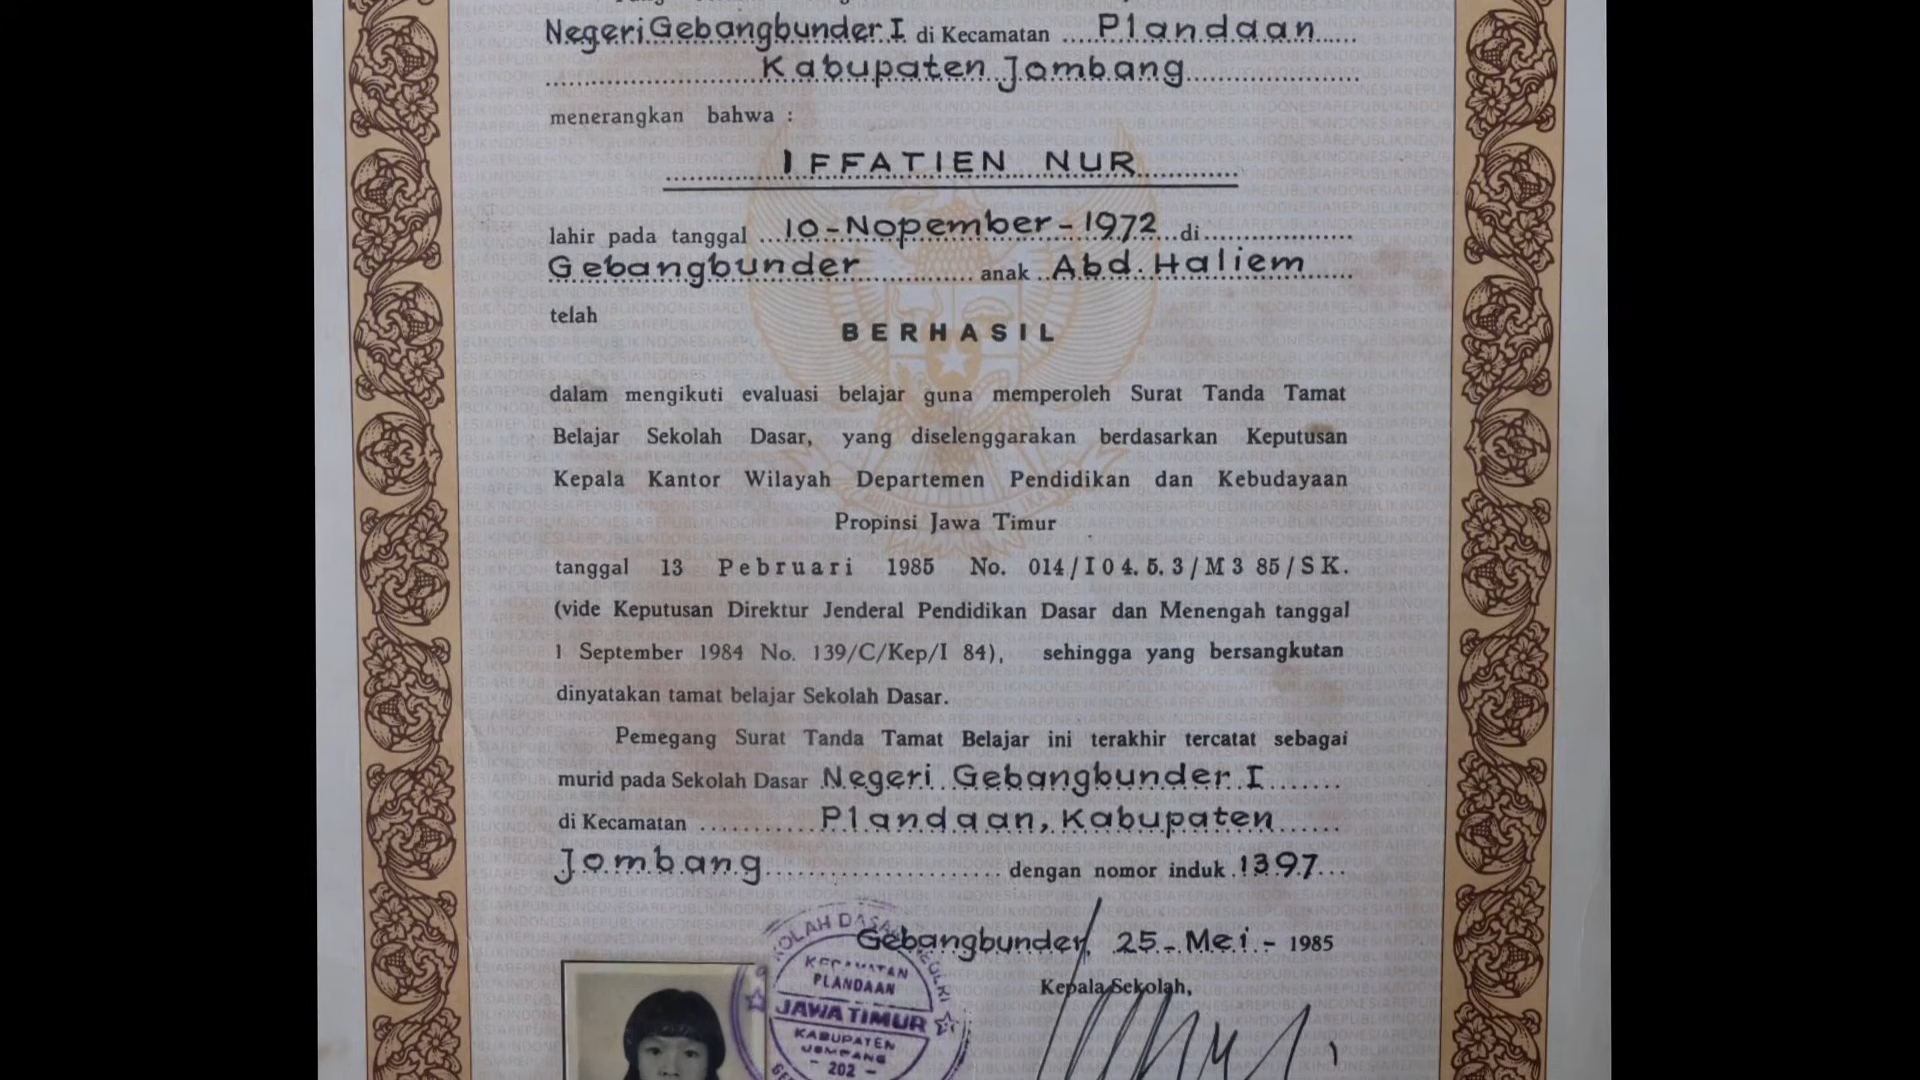 Negeri Gebangbunder I di Kecamatan .... Plandaan .....
Kabupaten Jombang
menerangkan bahwa :
IFFATIEN NUR
lahir pada tanggal ... 10-Nopember-1972 .. di
Gebangbunder ........... anak .. Abd. Haliem ......
telah
BERHASIL
dalam mengikuti evaluasi belajar guna memperoleh Surat Tanda Tamat
Belajar Sekolah Dasar, yang diselenggarakan berdasarkan Keputusan
Kepala Kantor Wilayah Departemen Pendidikan dan Kebudayaan
Propinsi Jawa Timur
tanggal 13 Pebruari 1985 No. 014/I04.5.3/M3 85/SK.
(vide Keputusan Direktur Jenderal Pendidikan Dasar dan Menengah tanggal
1 September 1984 No. 139/C/Kep/I 84), sehingga yang bersangkutan
dinyatakan tamat belajar Sekolah Dasar.
Pemegang Surat Tanda Tamat Belajar ini terakhir tercatat sebagai
murid pada Sekolah Dasar Negeri Gebangbunder I .......
di Kecamatan .......... Plandaan, Kabupaten ......
Jombang ...................... dengan nomor induk . 1397 ...
Gebangbunder, 25-Mei- 1985
Kepala Sekolah,
SEKOLAH DASAR NEGERI
KECAMATAN
PLANDAAN
JAWA TIMUR
KABUPATEN
JOMBANG
- 202 -